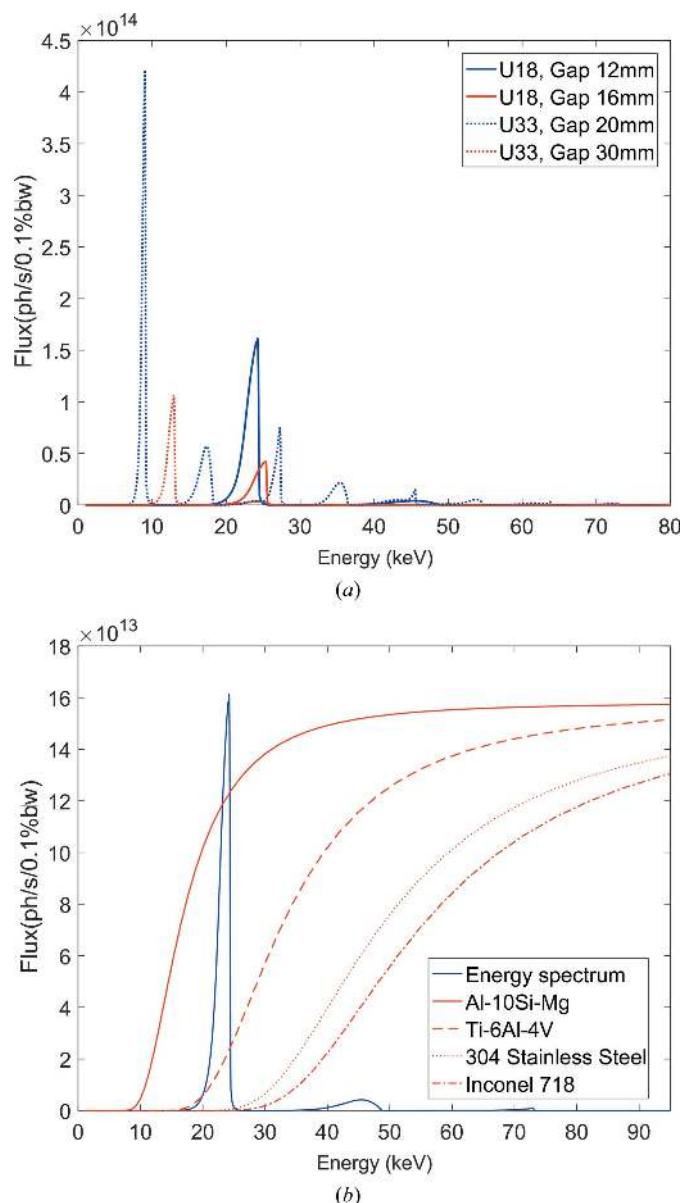 ×10^14
4.5
4
3.5
3
2.5
2
1.5
1
0.5
0
Flux(ph/s/0.1%bw)
U18, Gap 12mm
U18, Gap 16mm
U33, Gap 20mm
U33, Gap 30mm
0 10 20 30 40 50 60 70 80
Energy (keV)
(a)
×10^13
18
16
14
12
10
8
6
4
2
0
Flux(ph/s/0.1%bw)
Energy spectrum
Al-10Si-Mg
Ti-6Al-4V
304 Stainless Steel
Inconel 718
0 10 20 30 40 50 60 70 80 90
Energy (keV)
(b)